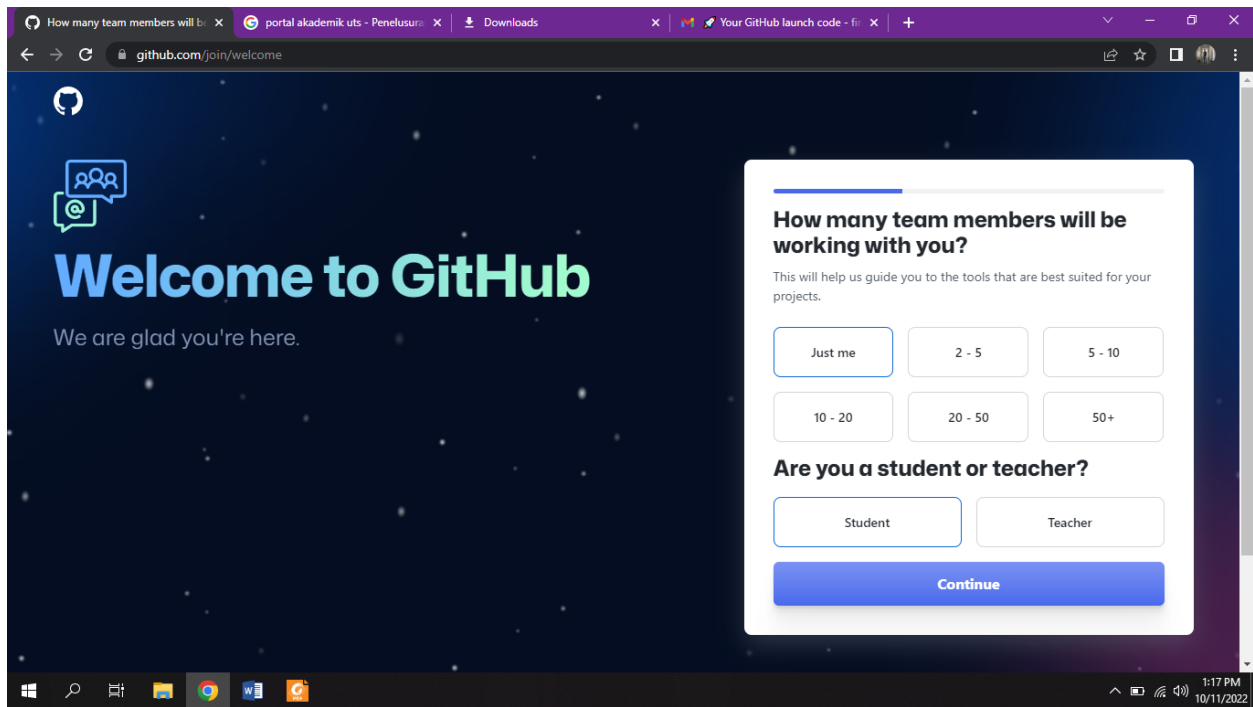 How many team members will be
portal akademik uts - Penelusura
Downloads
🚀 Your GitHub launch code - fir
github.com/join/welcome
Welcome to GitHub
We are glad you're here.
How many team members will be
working with you?
This will help us guide you to the tools that are best suited for your
projects.
Just me
2 - 5
5 - 10
10 - 20
20 - 50
50+
Are you a student or teacher?
Student
Teacher
Continue
1:17 PM
10/11/2022